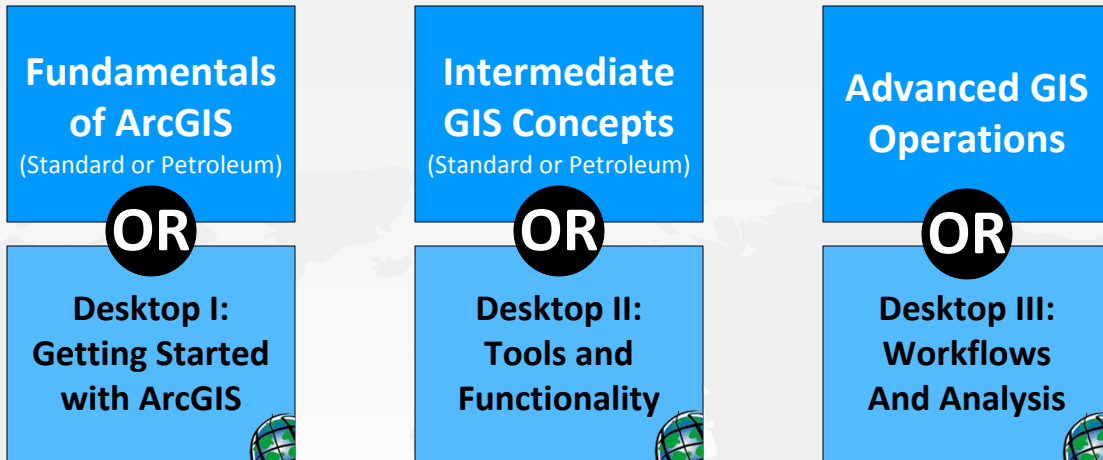 Fundamentals
of ArcGIS
(Standard or Petroleum)
OR
Desktop I:
Getting Started
with ArcGIS
Intermediate
GIS Concepts
(Standard or Petroleum)
OR
Desktop II:
Tools and
Functionality
Advanced GIS
Operations
OR
Desktop III:
Workflows
And Analysis